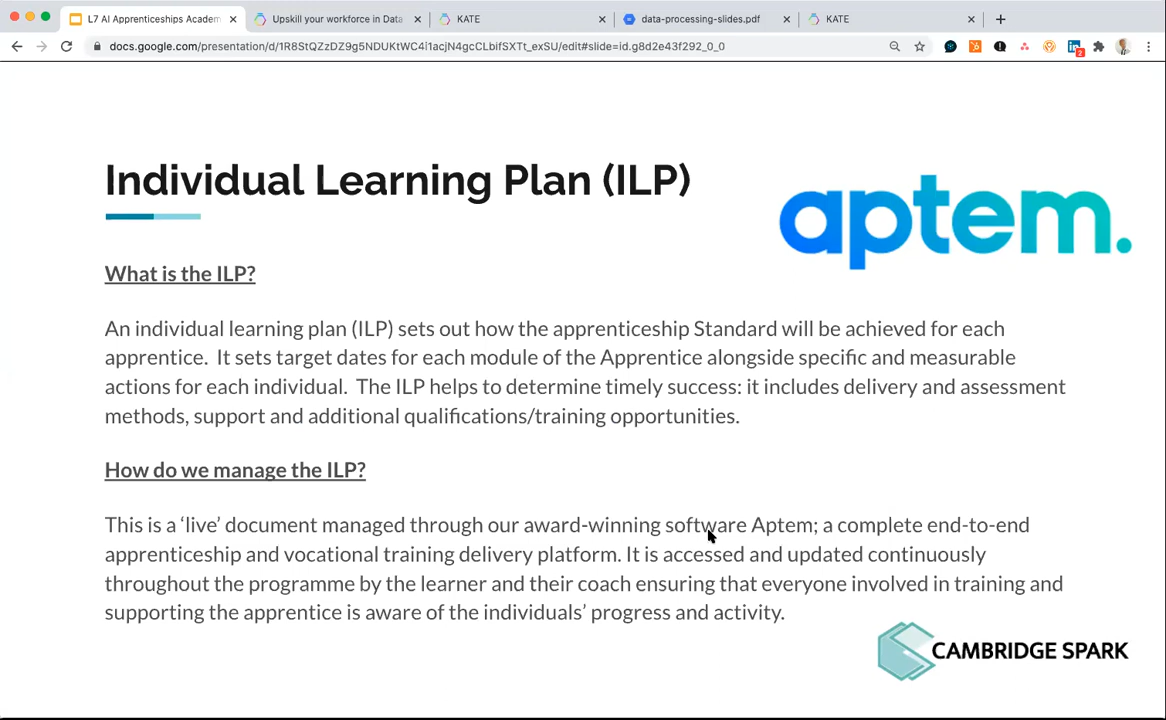 L7 AI Apprenticeships Academ
Upskill your workforce in Data
KATE
data-processing-slides.pdf
KATE
docs.google.com/presentation/d/1R8StQZzDZ9g5NDUKtWC4i1acjN4gcCLbifSXTt_exSU/edit#slide=id.g8d2e43f292_0_0
2
Individual Learning Plan (ILP)
aptem.
What is the ILP?
An individual learning plan (ILP) sets out how the apprenticeship Standard will be achieved for each
apprentice. It sets target dates for each module of the Apprentice alongside specific and measurable
actions for each individual. The ILP helps to determine timely success: it includes delivery and assessment
methods, support and additional qualifications/training opportunities.
How do we manage the ILP?
This is a ‘live’ document managed through our award-winning software Aptem; a complete end-to-end
apprenticeship and vocational training delivery platform. It is accessed and updated continuously
throughout the programme by the learner and their coach ensuring that everyone involved in training and
supporting the apprentice is aware of the individuals’ progress and activity.
CAMBRIDGE SPARK